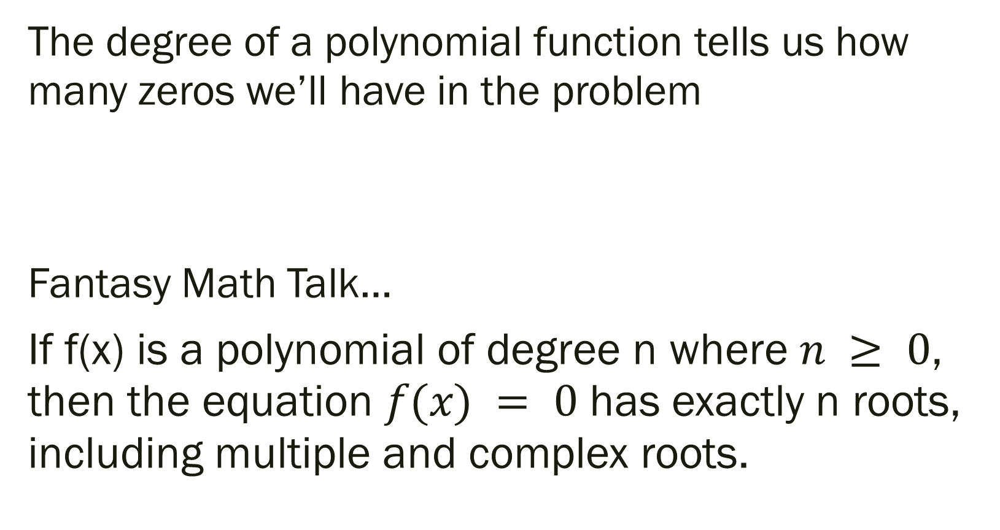 The degree of a polynomial function tells us how
many zeros we’ll have in the problem
Fantasy Math Talk…
If f(x) is a polynomial of degree n where n ≥ 0,
then the equation f(x) = 0 has exactly n roots,
including multiple and complex roots.